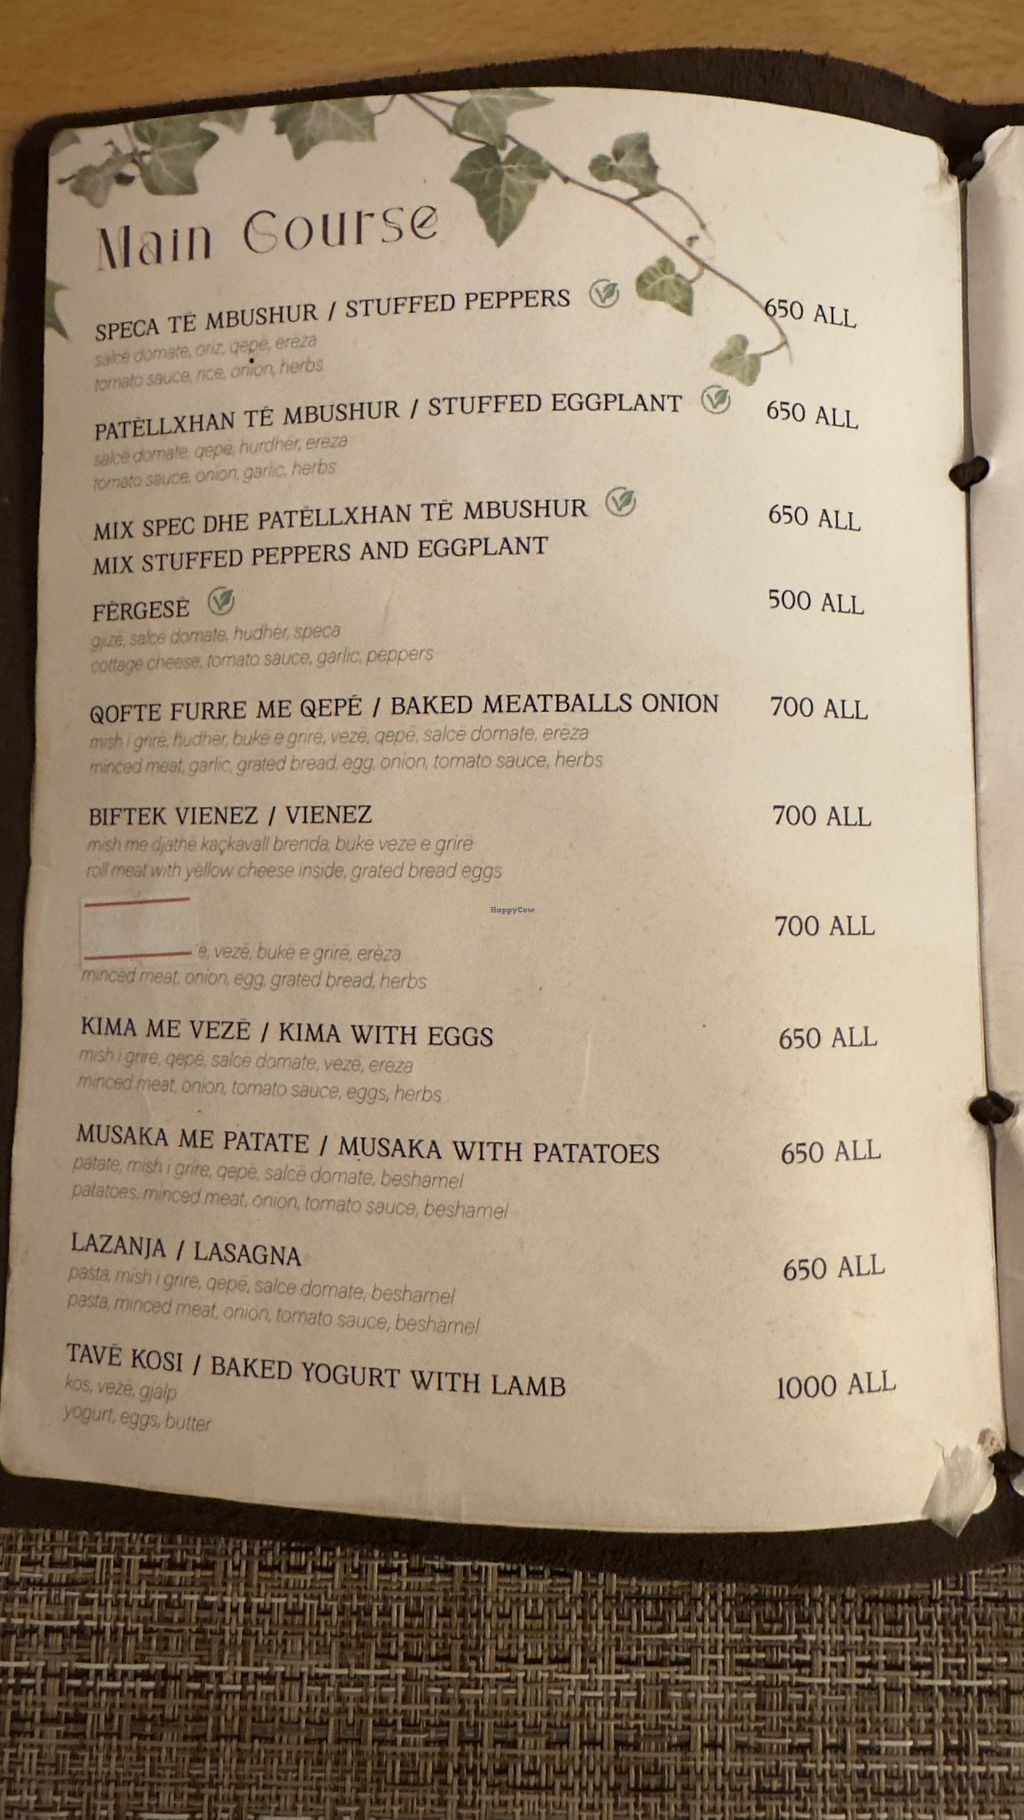 Main Course
SPECA TË MBUSHUR / STUFFED PEPPERS 650 ALL
salcë domate, oriz, qepë, erëza
tomato sauce, rice, onion, herbs
PATËLLXHAN TË MBUSHUR / STUFFED EGGPLANT 650 ALL
salcë domate, qepë, hurdhër, erëza
tomato sauce, onion, garlic, herbs
MIX SPEC DHE PATËLLXHAN TË MBUSHUR 650 ALL
MIX STUFFED PEPPERS AND EGGPLANT
FËRGESË 500 ALL
gjizë, salcë domate, hudhër, speca
cottage cheese, tomato sauce, garlic, peppers
QOFTE FURRE ME QEPË / BAKED MEATBALLS ONION 700 ALL
mish i grirë, hudhër, bukë e grirë, vezë, qepë, salcë domate, erëza
minced meat, garlic, grated bread, egg, onion, tomato sauce, herbs
BIFTEK VIENEZ / VIENEZ 700 ALL
mish me djathë kaçkavall brenda, bukë veze e grirë
roll meat with yellow cheese inside, grated bread eggs
HappyCow
700 ALL
ë, vezë, bukë e grirë, erëza
minced meat, onion, egg, grated bread, herbs
KIMA ME VEZË / KIMA WITH EGGS 650 ALL
mish i grirë, qepë, salcë domate, vezë, erëza
minced meat, onion, tomato sauce, eggs, herbs
MUSAKA ME PATATE / MUSAKA WITH PATATOES 650 ALL
patate, mish i grirë, qepë, salcë domate, beshamel
patatoes, minced meat, onion, tomato sauce, beshamel
LAZANJA / LASAGNA 650 ALL
pasta, mish i grirë, qepë, salce domate, beshamel
pasta, minced meat, onion, tomato sauce, beshamel
TAVË KOSI / BAKED YOGURT WITH LAMB 1000 ALL
kos, vezë, gjalp
yogurt, eggs, butter